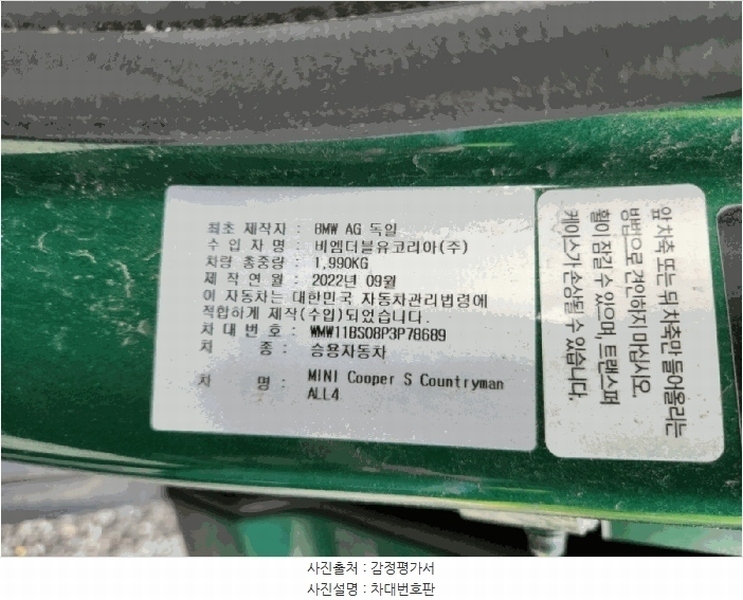 최초 제작자 : BMW AG 독일
수 입 자 명 : 비엠더블유코리아(주)
차량 총중량 : 1,990KG
제 작 연 월 : 2022년 09월
이 자동차는 대한민국 자동차관리법령에
적합하게 제작(수입)되었습니다.
차 대 번 호 : WMW11BS08P3P78689
차 종 : 승용자동차
차 명 : MINI Cooper S Countryman
ALL4
앞 차축 또는 뒤 차축만 들어올리는
방법으로 견인하지 마십시오.
휠이 잠길 수 있으며, 트랜스퍼
케이스가 손상될 수 있습니다.
사진출처 : 감정평가서
사진설명 : 차대번호판